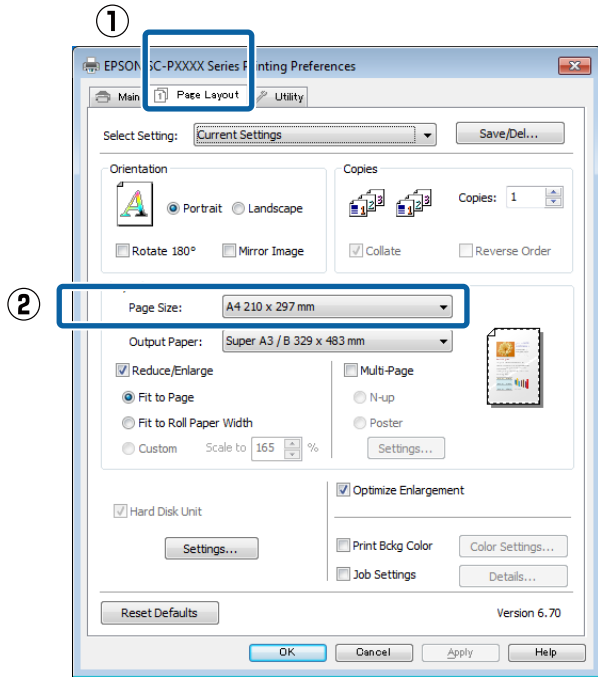 ①
EPSON SC-PXXXX Series Printing Preferences
Main Page Layout Utility
Select Setting: Current Settings Save/Del...
Orientation
Portrait Landscape
Rotate 180° Mirror Image
Copies
Copies: 1
Collate Reverse Order
②
Page Size: A4 210 x 297 mm
Output Paper: Super A3 / B 329 x 483 mm
Reduce/Enlarge
Fit to Page
Fit to Roll Paper Width
Custom Scale to 165 %
Multi-Page
N-up
Poster
Settings...
Hard Disk Unit
Settings...
Optimize Enlargement
Print Bckg Color Color Settings...
Job Settings Details...
Reset Defaults Version 6.70
OK Cancel Apply Help